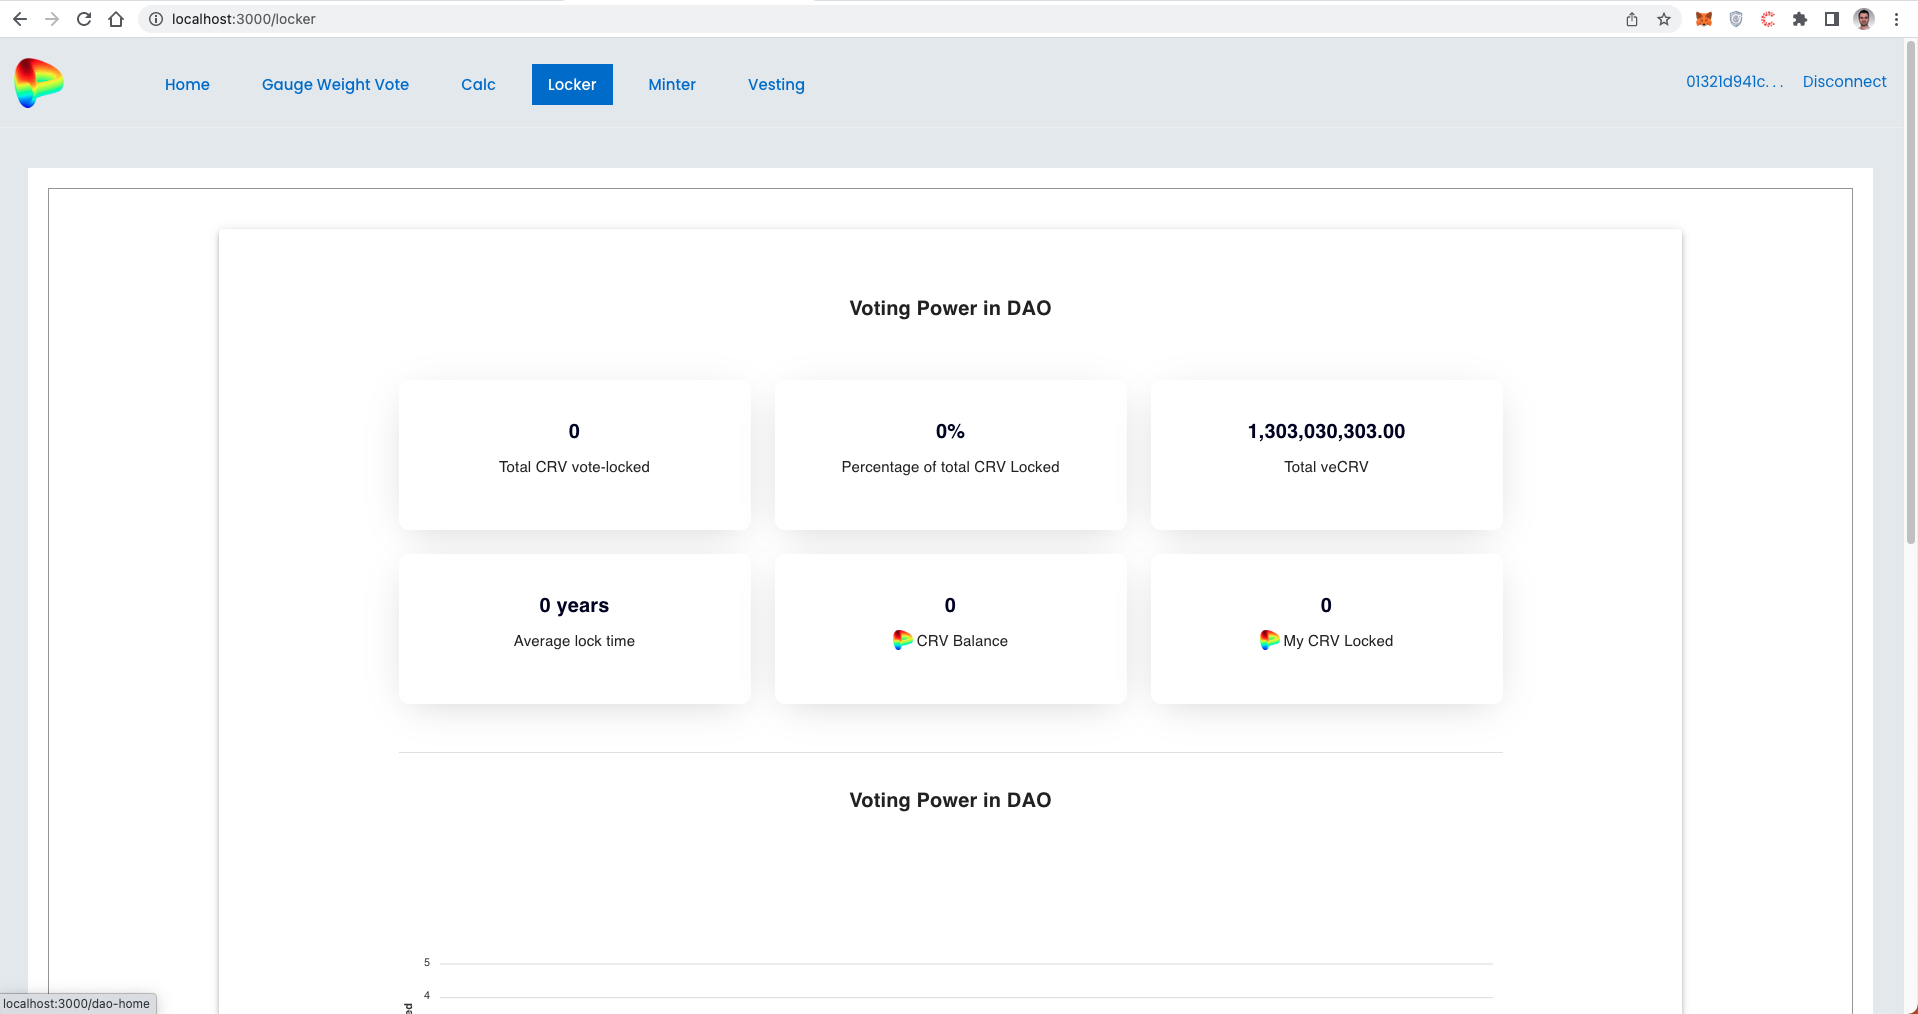 localhost:3000/locker
Home Gauge Weight Vote Calc Locker Minter Vesting 01321d941c... Disconnect
Voting Power in DAO
0
Total CRV vote-locked
0%
Percentage of total CRV Locked
1,303,030,303.00
Total veCRV
0 years
Average lock time
0
CRV Balance
0
My CRV Locked
Voting Power in DAO
5
4
localhost:3000/dao-home